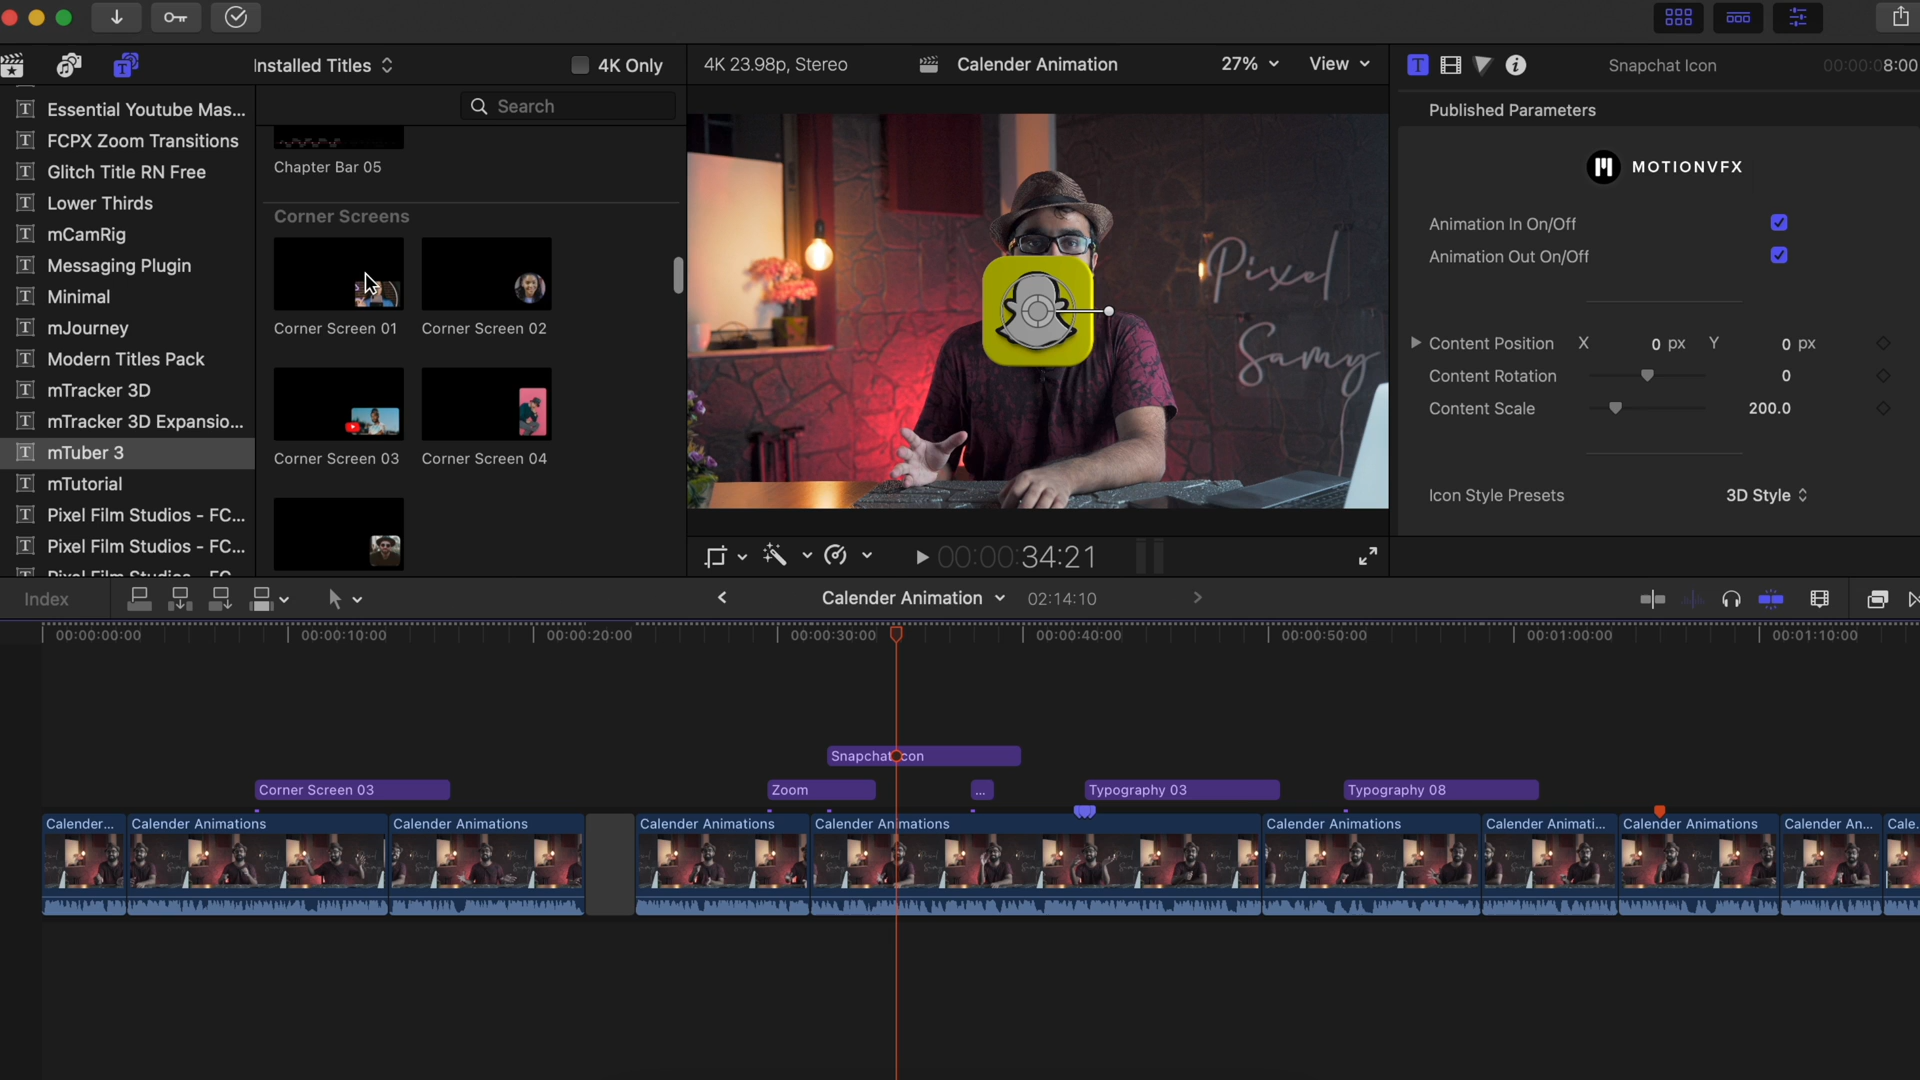 Installed Titles
4K Only
4K 23.98p, Stereo
Calender Animation
27%
View
Snapchat Icon
00:00:08:00
Essential Youtube Mas...
FCPX Zoom Transitions
Glitch Title RN Free
Lower Thirds
mCamRig
Messaging Plugin
Minimal
mJourney
Modern Titles Pack
mTracker 3D
mTracker 3D Expansio...
mTuber 3
mTutorial
Pixel Film Studios - FC...
Pixel Film Studios - FC...
Pixel Film Studios - FC
Search
Chapter Bar 05
Corner Screens
Corner Screen 01
Corner Screen 02
Corner Screen 03
Corner Screen 04
Pixel
Samy
Published Parameters
MOTIONVFX
Animation In On/Off
Animation Out On/Off
Content Position X 0 px Y 0 px
Content Rotation 0
Content Scale 200.0
Icon Style Presets 3D Style
00:00:34:21
Index
Calender Animation
02:14:10
00:00:00:00
00:00:10:00
00:00:20:00
00:00:30:00
00:00:40:00
00:00:50:00
00:01:00:00
00:01:10:00
Snapchat Icon
Corner Screen 03
Zoom
...
Typography 03
Typography 08
Calender...
Calender Animations
Calender Animations
Calender Animations
Calender Animations
Calender Animations
Calender Animati...
Calender Animations
Calender An...
Cale.